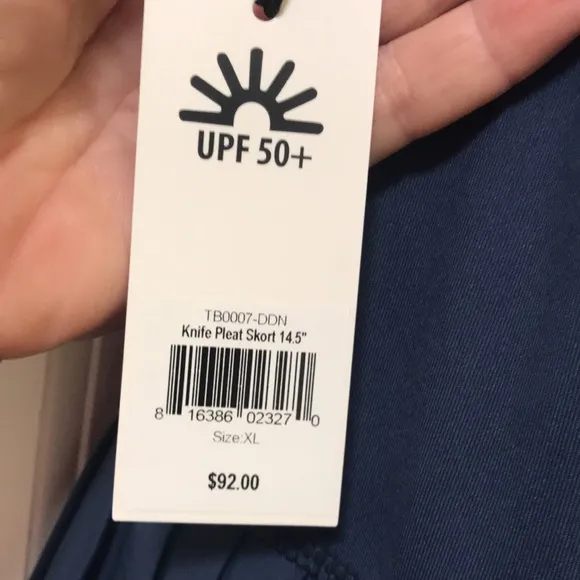 UPF 50+
TB0007-DDN
Knife Pleat Skort 14.5"
8 16386 02327 0
Size:XL
$92.00